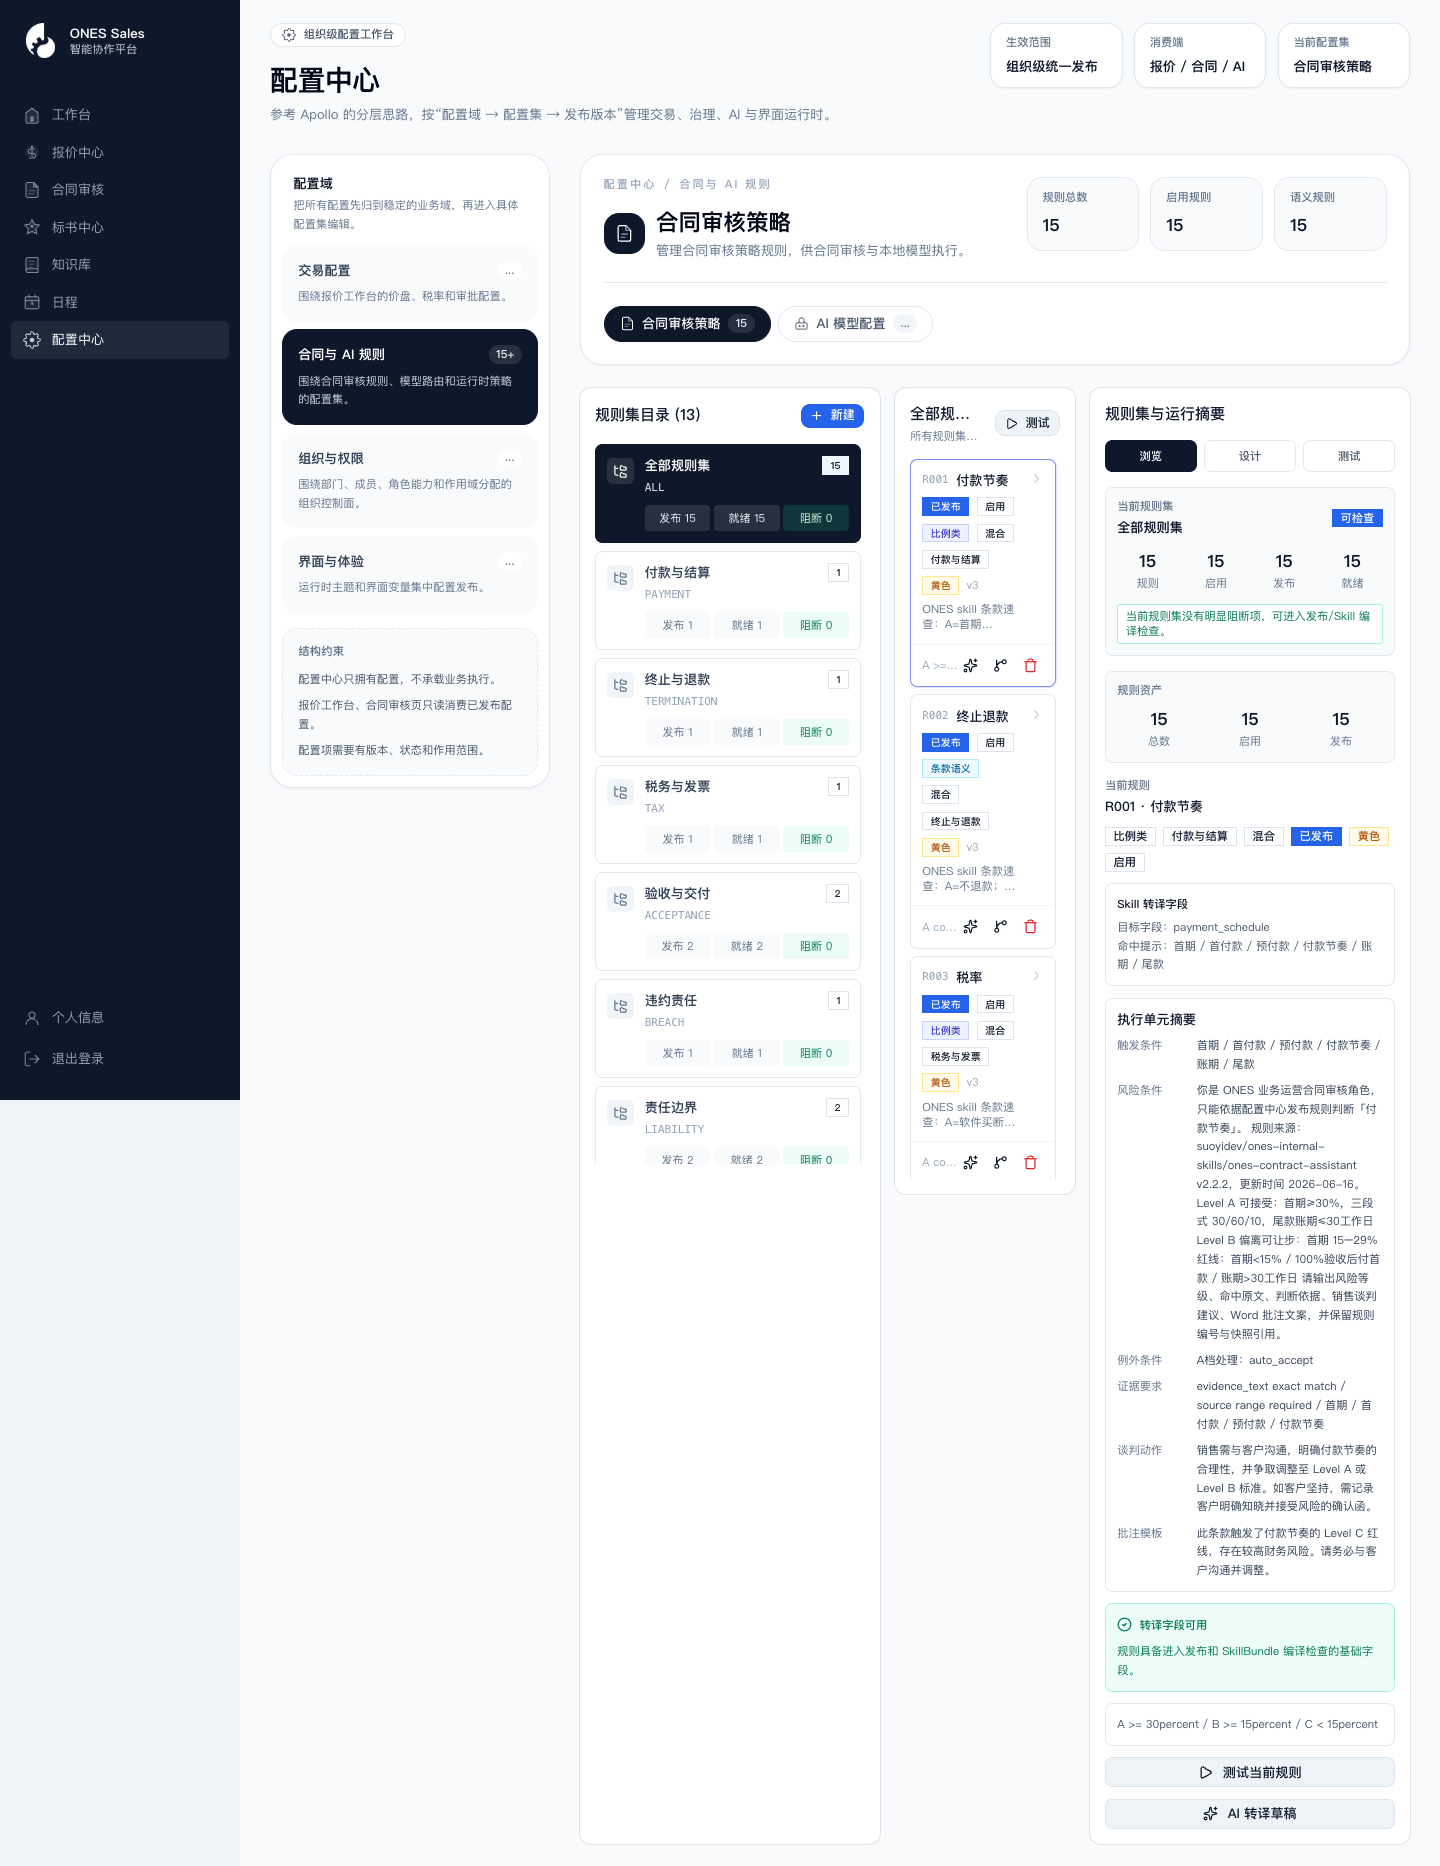 ONES Sales
智能协作平台
工作台
报价中心
合同审核
标书中心
知识库
日程
配置中心
个人信息
退出登录
组织级配置工作台
配置中心
参考 Apollo 的分层思路，按“配置域 → 配置集 → 发布版本”管理交易、治理、AI 与界面运行时。
生效范围
组织级统一发布
消费端
报价 / 合同 / AI
当前配置集
合同审核策略
配置域
把所有配置先归到稳定的业务域，再进入具体
配置集编辑。
交易配置
...
围绕报价工作台的价盘、税率和审批配置。
合同与 AI 规则
15+
围绕合同审核规则、模型路由和运行时策略
的配置集。
组织与权限
...
围绕部门、成员、角色能力和作用域分配的
组织控制面。
界面与体验
...
运行时主题和界面变量集中配置发布。
结构约束
配置中心只拥有配置，不承载业务执行。
报价工作台、合同审核页只读消费已发布配
置。
配置项需要有版本、状态和作用范围。
配置中心 / 合同与 AI 规则
合同审核策略
管理合同审核策略规则，供合同审核与本地模型执行。
规则总数
15
启用规则
15
语义规则
15
合同审核策略 15
AI 模型配置 ...
规则集目录 (13)
新建
全部规则集
15
ALL
发布 15 就绪 15 阻断 0
付款与结算
1
PAYMENT
发布 1 就绪 1 阻断 0
终止与退款
1
TERMINATION
发布 1 就绪 1 阻断 0
税务与发票
1
TAX
发布 1 就绪 1 阻断 0
验收与交付
2
ACCEPTANCE
发布 2 就绪 2 阻断 0
违约责任
1
BREACH
发布 1 就绪 1 阻断 0
责任边界
2
LIABILITY
发布 2 就绪 2 阻断 0
全部规...
所有规则集...
测试
R001 付款节奏
已发布 启用
比例类 混合
付款与结算
黄色 v3
ONES skill 条款速
查：A=首期...
A >=...
R002 终止退款
已发布 启用
条款语义
混合
终止与退款
黄色 v3
ONES skill 条款速
查：A=不退款；...
A co...
R003 税率
已发布 启用
比例类 混合
税务与发票
黄色 v3
ONES skill 条款速
查：A=软件买断...
A co...
规则集与运行摘要
浏览 设计 测试
当前规则集
全部规则集
可检查
15 15 15 15
规则 启用 发布 就绪
当前规则集没有明显阻断项，可进入发布/Skill 编
译检查。
规则资产
15 15 15
总数 启用 发布
当前规则
R001 · 付款节奏
比例类 付款与结算 混合 已发布 黄色
启用
Skill 转译字段
目标字段：payment_schedule
命中提示：首期 / 首付款 / 预付款 / 付款节奏 / 账
期 / 尾款
执行单元摘要
触发条件
首期 / 首付款 / 预付款 / 付款节奏 /
账期 / 尾款
风险条件
你是 ONES 业务运营合同审核角色，
只能依据配置中心发布规则判断「付
款节奏」。 规则来源：
suoyidev/ones-internal-
skills/ones-contract-assistant
v2.2.2，更新时间 2026-06-16。
Level A 可接受：首期≥30%，三段
式 30/60/10，尾款账期≤30工作日
Level B 偏离可让步：首期 15—29%
红线：首期<15% / 100%验收后付首
款 / 账期>30工作日 请输出风险等
级、命中原文、判断依据、销售谈判
建议、Word 批注文案，并保留规则
编号与快照引用。
例外条件
A档处理：auto_accept
证据要求
evidence_text exact match /
source range required / 首期 / 首
付款 / 预付款 / 付款节奏
谈判动作
销售需与客户沟通，明确付款节奏的
合理性，并争取调整至 Level A 或
Level B 标准。如客户坚持，需记录
客户明确知晓并接受风险的确认函。
批注模板
此条款触发了付款节奏的 Level C 红
线，存在较高财务风险。请务必与客
户沟通并调整。
转译字段可用
规则具备进入发布和 SkillBundle 编译检查的基础字
段。
A >= 30percent / B >= 15percent / C < 15percent
测试当前规则
AI 转译草稿